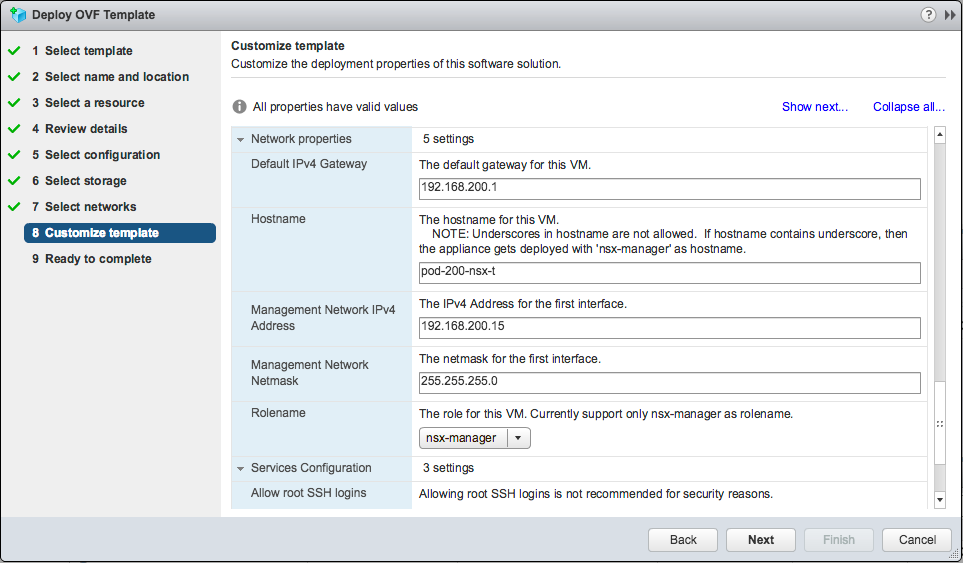 Deploy OVF Template
?
1 Select template
2 Select name and location
3 Select a resource
4 Review details
5 Select configuration
6 Select storage
7 Select networks
8 Customize template
9 Ready to complete
Customize template
Customize the deployment properties of this software solution.
All properties have valid values
Show next...
Collapse all...
Network properties
5 settings
Default IPv4 Gateway
The default gateway for this VM.
192.168.200.1
Hostname
The hostname for this VM.
NOTE: Underscores in hostname are not allowed. If hostname contains underscore, then
the appliance gets deployed with 'nsx-manager' as hostname.
pod-200-nsx-t
Management Network IPv4
Address
The IPv4 Address for the first interface.
192.168.200.15
Management Network
Netmask
The netmask for the first interface.
255.255.255.0
Rolename
The role for this VM. Currently support only nsx-manager as rolename.
nsx-manager
Services Configuration
3 settings
Allow root SSH logins
Allowing root SSH logins is not recommended for security reasons.
Back
Next
Finish
Cancel